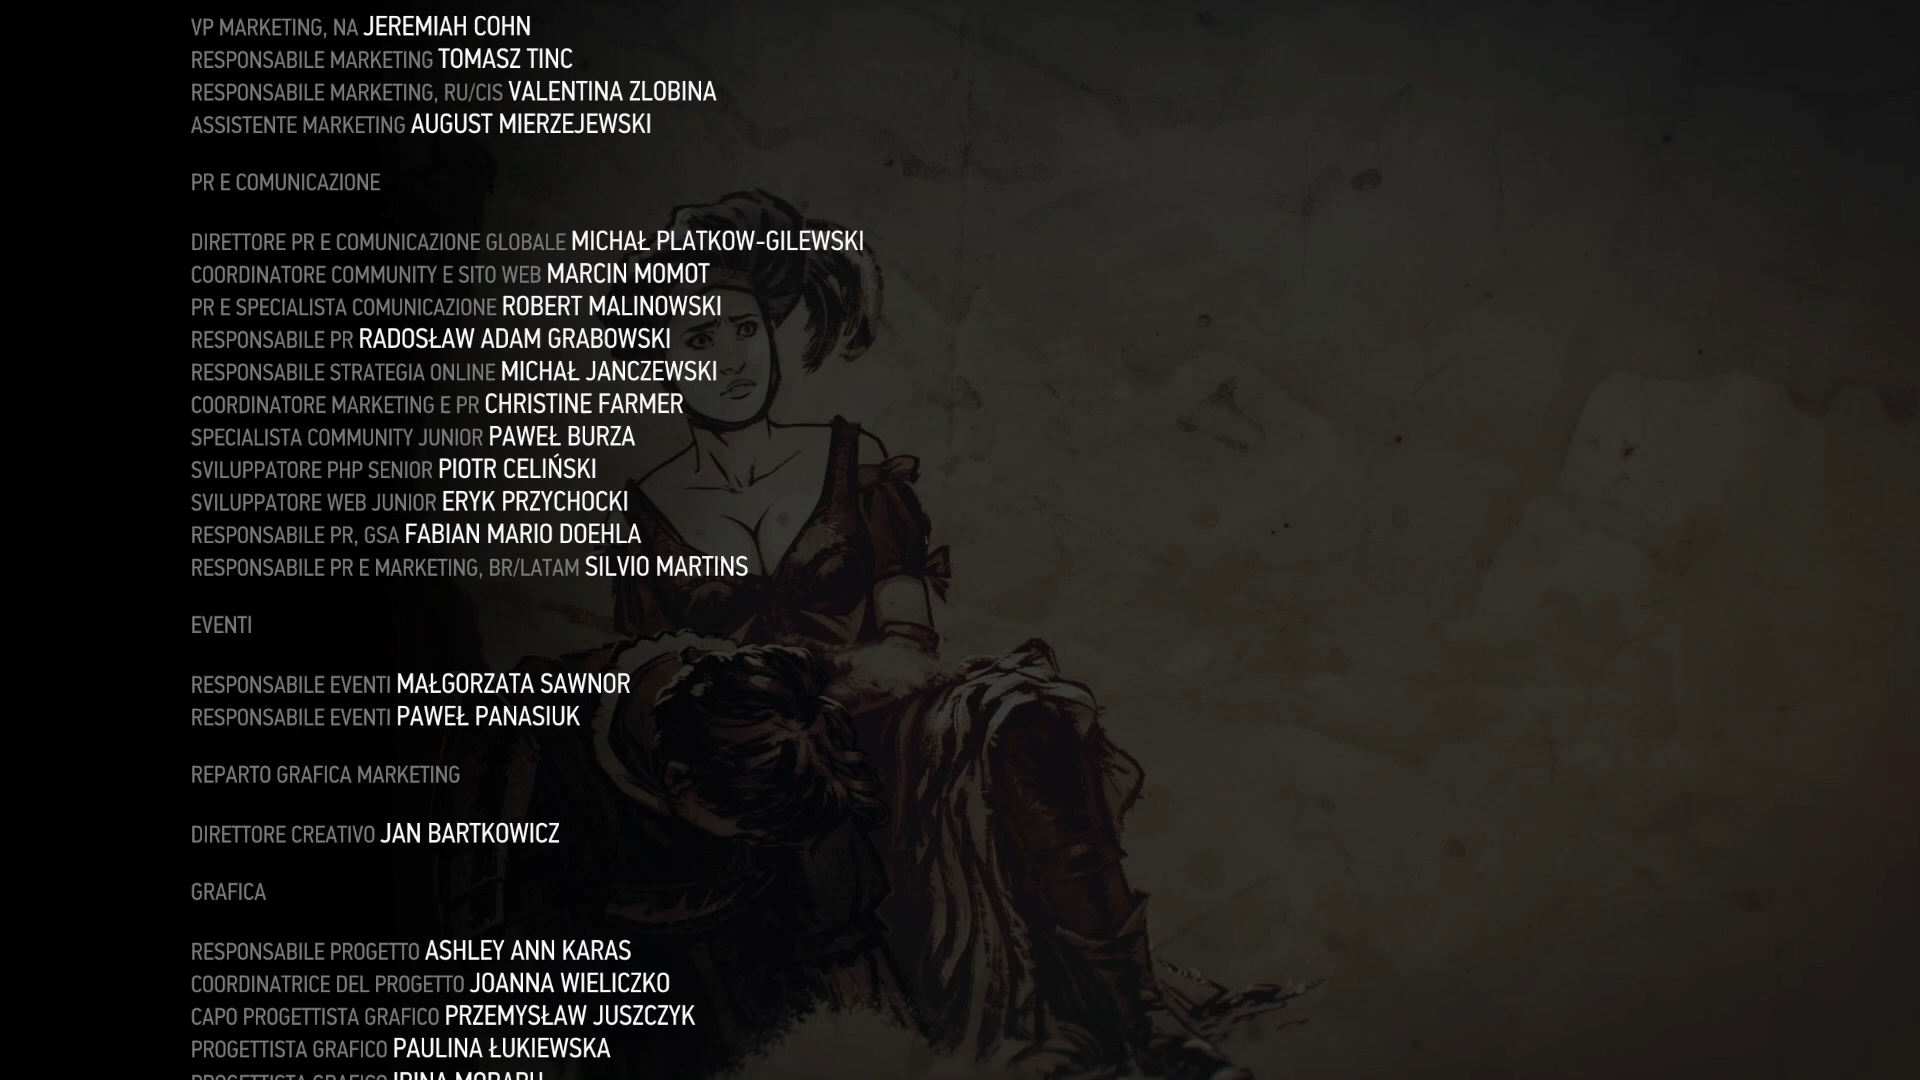 VP MARKETING, NA JEREMIAH COHN
RESPONSABILE MARKETING TOMASZ TINC
RESPONSABILE MARKETING, RU/CIS VALENTINA ZLOBINA
ASSISTENTE MARKETING AUGUST MIERZEJEWSKI
PR E COMUNICAZIONE
DIRETTORE PR E COMUNICAZIONE GLOBALE MICHAŁ PLATKOW-GILEWSKI
COORDINATORE COMMUNITY E SITO WEB MARCIN MOMOT
PR E SPECIALISTA COMUNICAZIONE ROBERT MALINOWSKI
RESPONSABILE PR RADOSŁAW ADAM GRABOWSKI
RESPONSABILE STRATEGIA ONLINE MICHAŁ JANCZEWSKI
COORDINATORE MARKETING E PR CHRISTINE FARMER
SPECIALISTA COMMUNITY JUNIOR PAWEŁ BURZA
SVILUPPATORE PHP SENIOR PIOTR CELIŃSKI
SVILUPPATORE WEB JUNIOR ERYK PRZYCHOCKI
RESPONSABILE PR, GSA FABIAN MARIO DOEHLA
RESPONSABILE PR E MARKETING, BR/LATAM SILVIO MARTINS
EVENTI
RESPONSABILE EVENTI MAŁGORZATA SAWNOR
RESPONSABILE EVENTI PAWEŁ PANASIUK
REPARTO GRAFICA MARKETING
DIRETTORE CREATIVO JAN BARTKOWICZ
GRAFICA
RESPONSABILE PROGETTO ASHLEY ANN KARAS
COORDINATRICE DEL PROGETTO JOANNA WIELICZKO
CAPO PROGETTISTA GRAFICO PRZEMYSŁAW JUSZCZYK
PROGETTISTA GRAFICO PAULINA ŁUKIEWSKA
PROGETTISTA GRAFICO IRINA MORARU